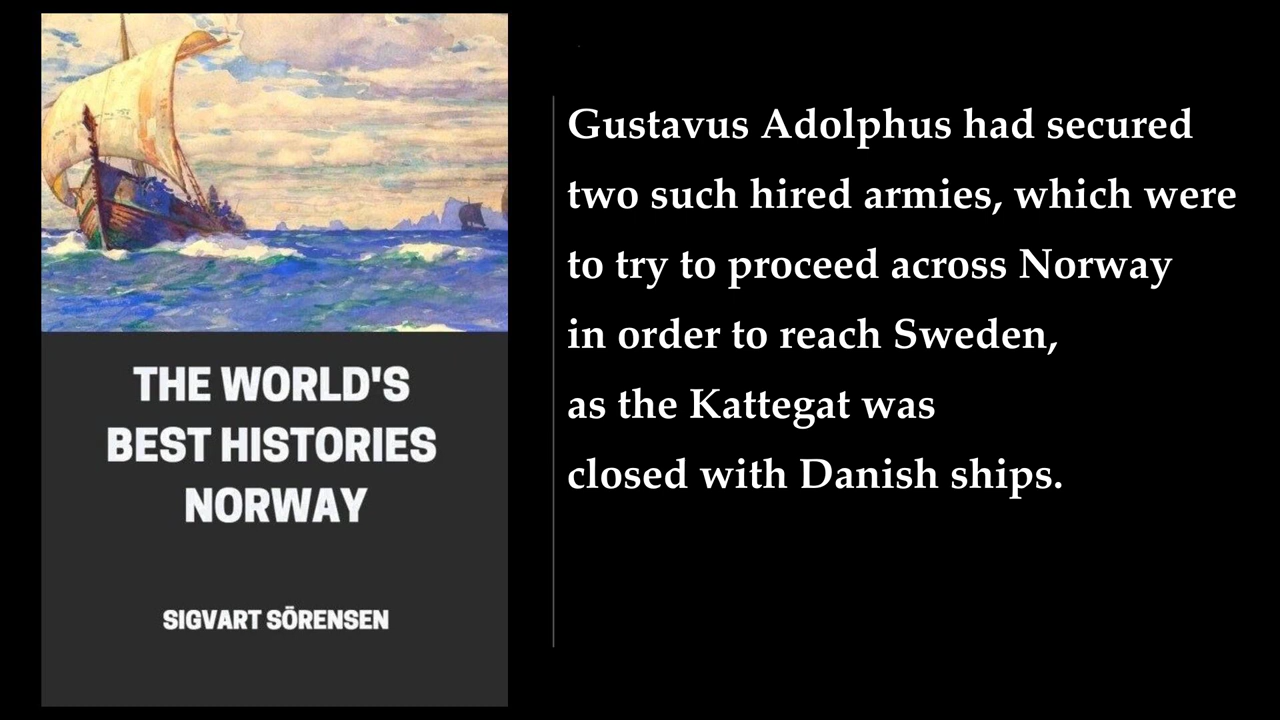 THE WORLD'S
BEST HISTORIES
NORWAY
SIGVART SÖRENSEN
Gustavus Adolphus had secured
two such hired armies, which were
to try to proceed across Norway
in order to reach Sweden,
as the Kattegat was
closed with Danish ships.